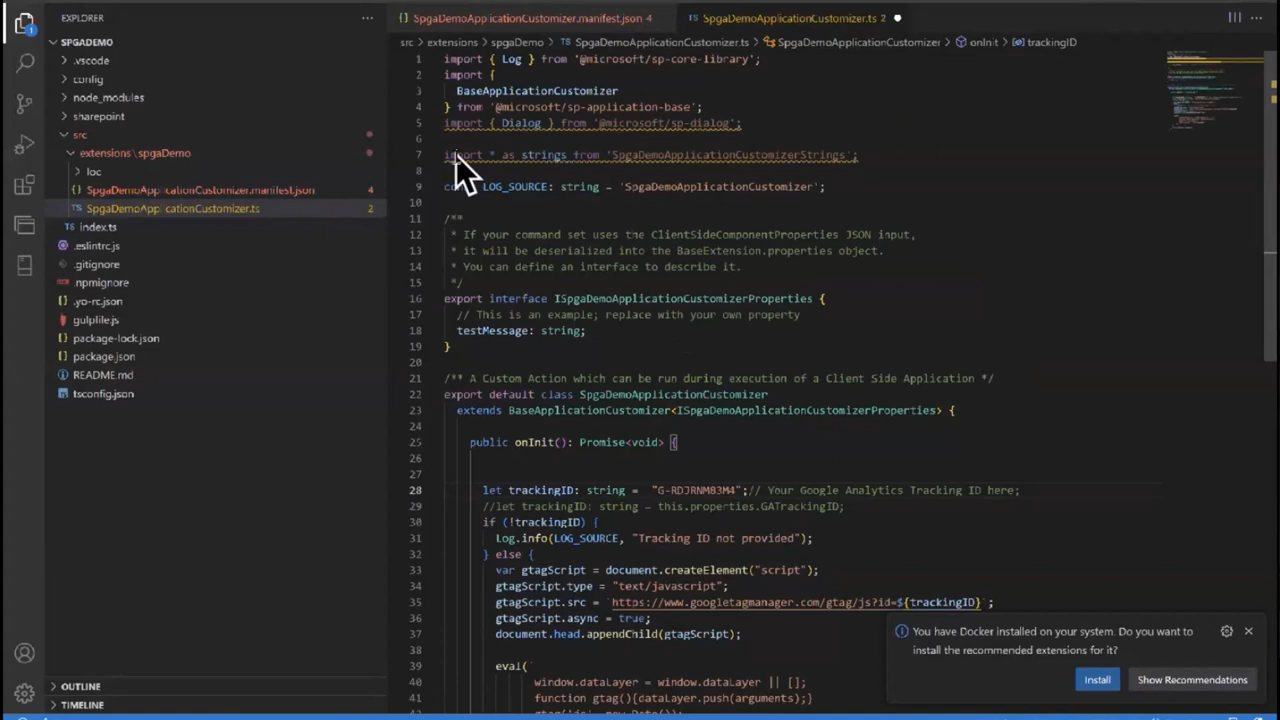 EXPLORER
SPGADEMO
.vscode
config
node_modules
sharepoint
src
extensions\spgaDemo
loc
SpgaDemoApplicationCustomizer.manifest.json 4
SpgaDemoApplicationCustomizer.ts 2
index.ts
.eslintrc.js
.gitignore
.npmignore
.yo-rc.json
gulpfile.js
package-lock.json
package.json
README.md
tsconfig.json
OUTLINE
TIMELINE
1
SpgaDemoApplicationCustomizer.manifest.json 4
SpgaDemoApplicationCustomizer.ts 2
src > extensions > spgaDemo > TS SpgaDemoApplicationCustomizer.ts > SpgaDemoApplicationCustomizer > onInit > trackingID
1 import { Log } from '@microsoft/sp-core-library';
2 import {
3 BaseApplicationCustomizer
4 } from '@microsoft/sp-application-base';
5 import { Dialog } from '@microsoft/sp-dialog';
6
7 import * as strings from 'SpgaDemoApplicationCustomizerStrings';
8
9 LOG_SOURCE: string = 'SpgaDemoApplicationCustomizer';
10
11 /**
12 * If your command set uses the ClientSideComponentProperties JSON input,
13 * it will be deserialized into the BaseExtension.properties object.
14 * You can define an interface to describe it.
15 */
16 export interface ISpgaDemoApplicationCustomizerProperties {
17 // This is an example; replace with your own property
18 testMessage: string;
19 }
20
21 /** A Custom Action which can be run during execution of a Client Side Application */
22 export default class SpgaDemoApplicationCustomizer
23 extends BaseApplicationCustomizer<ISpgaDemoApplicationCustomizerProperties> {
24
25 public onInit(): Promise<void> {
26
27
28 let trackingID: string = "G-RDJRNM83M4";// Your Google Analytics Tracking ID here;
29 //let trackingID: string = this.properties.GATrackingID;
30 if (!trackingID) {
31 Log.info(LOG_SOURCE, "Tracking ID not provided");
32 } else {
33 var gtagScript = document.createElement("script");
34 gtagScript.type = "text/javascript";
35 gtagScript.src = `https://www.googletagmanager.com/gtag/js?id=${trackingID}`;
36 gtagScript.async = true;
37 document.head.appendChild(gtagScript);
38
39 eval(`
40 window.dataLayer = window.dataLayer || [];
41 function gtag(){dataLayer.push(arguments);}
You have Docker installed on your system. Do you want to
install the recommended extensions for it?
Install
Show Recommendations